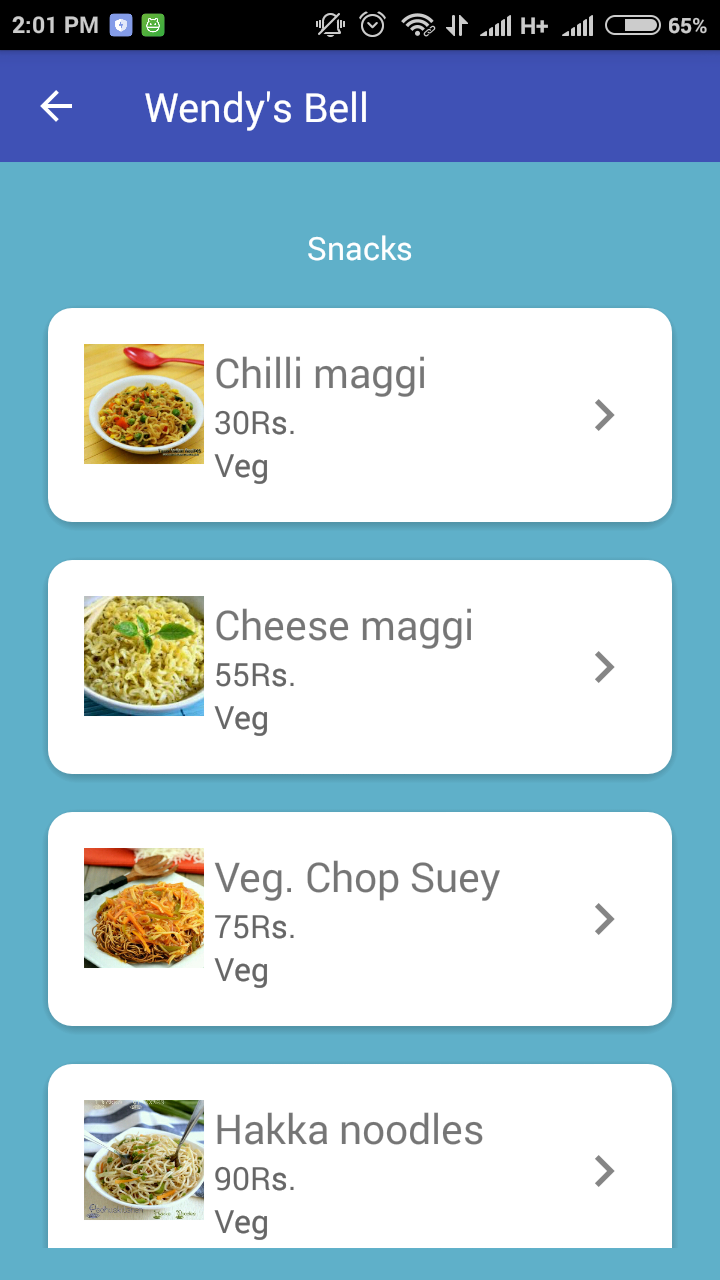 2:01 PM H+ 65%
Wendy's Bell
Snacks
Chilli maggi
30Rs.
Veg
Cheese maggi
55Rs.
Veg
Veg. Chop Suey
75Rs.
Veg
Hakka noodles
90Rs.
Veg